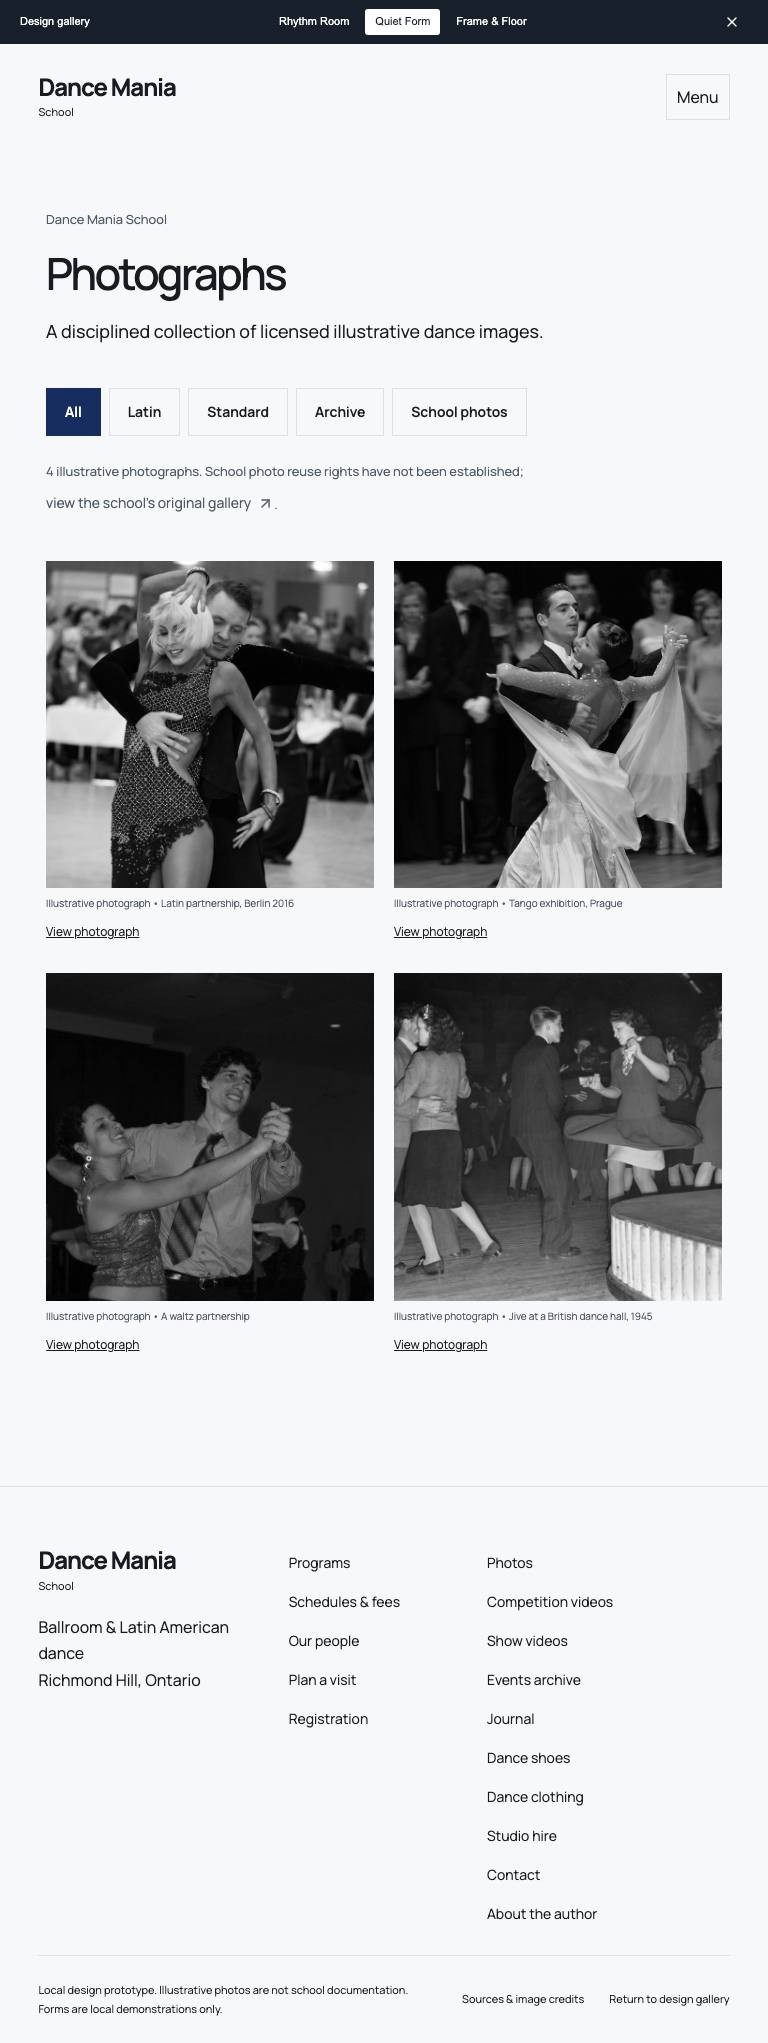 Design gallery
Rhythm Room
Quiet Form
Frame & Floor
Dance Mania
School
Menu
Dance Mania School
Photographs
A disciplined collection of licensed illustrative dance images.
All
Latin
Standard
Archive
School photos
4 illustrative photographs. School photo reuse rights have not been established;
view the school's original gallery ↗ .
Illustrative photograph • Latin partnership, Berlin 2016
View photograph
Illustrative photograph • Tango exhibition, Prague
View photograph
Illustrative photograph • A waltz partnership
View photograph
Illustrative photograph • Jive at a British dance hall, 1945
View photograph
Dance Mania
School
Ballroom & Latin American
dance
Richmond Hill, Ontario
Programs
Schedules & fees
Our people
Plan a visit
Registration
Photos
Competition videos
Show videos
Events archive
Journal
Dance shoes
Dance clothing
Studio hire
Contact
About the author
Local design prototype. Illustrative photos are not school documentation.
Forms are local demonstrations only.
Sources & image credits
Return to design gallery